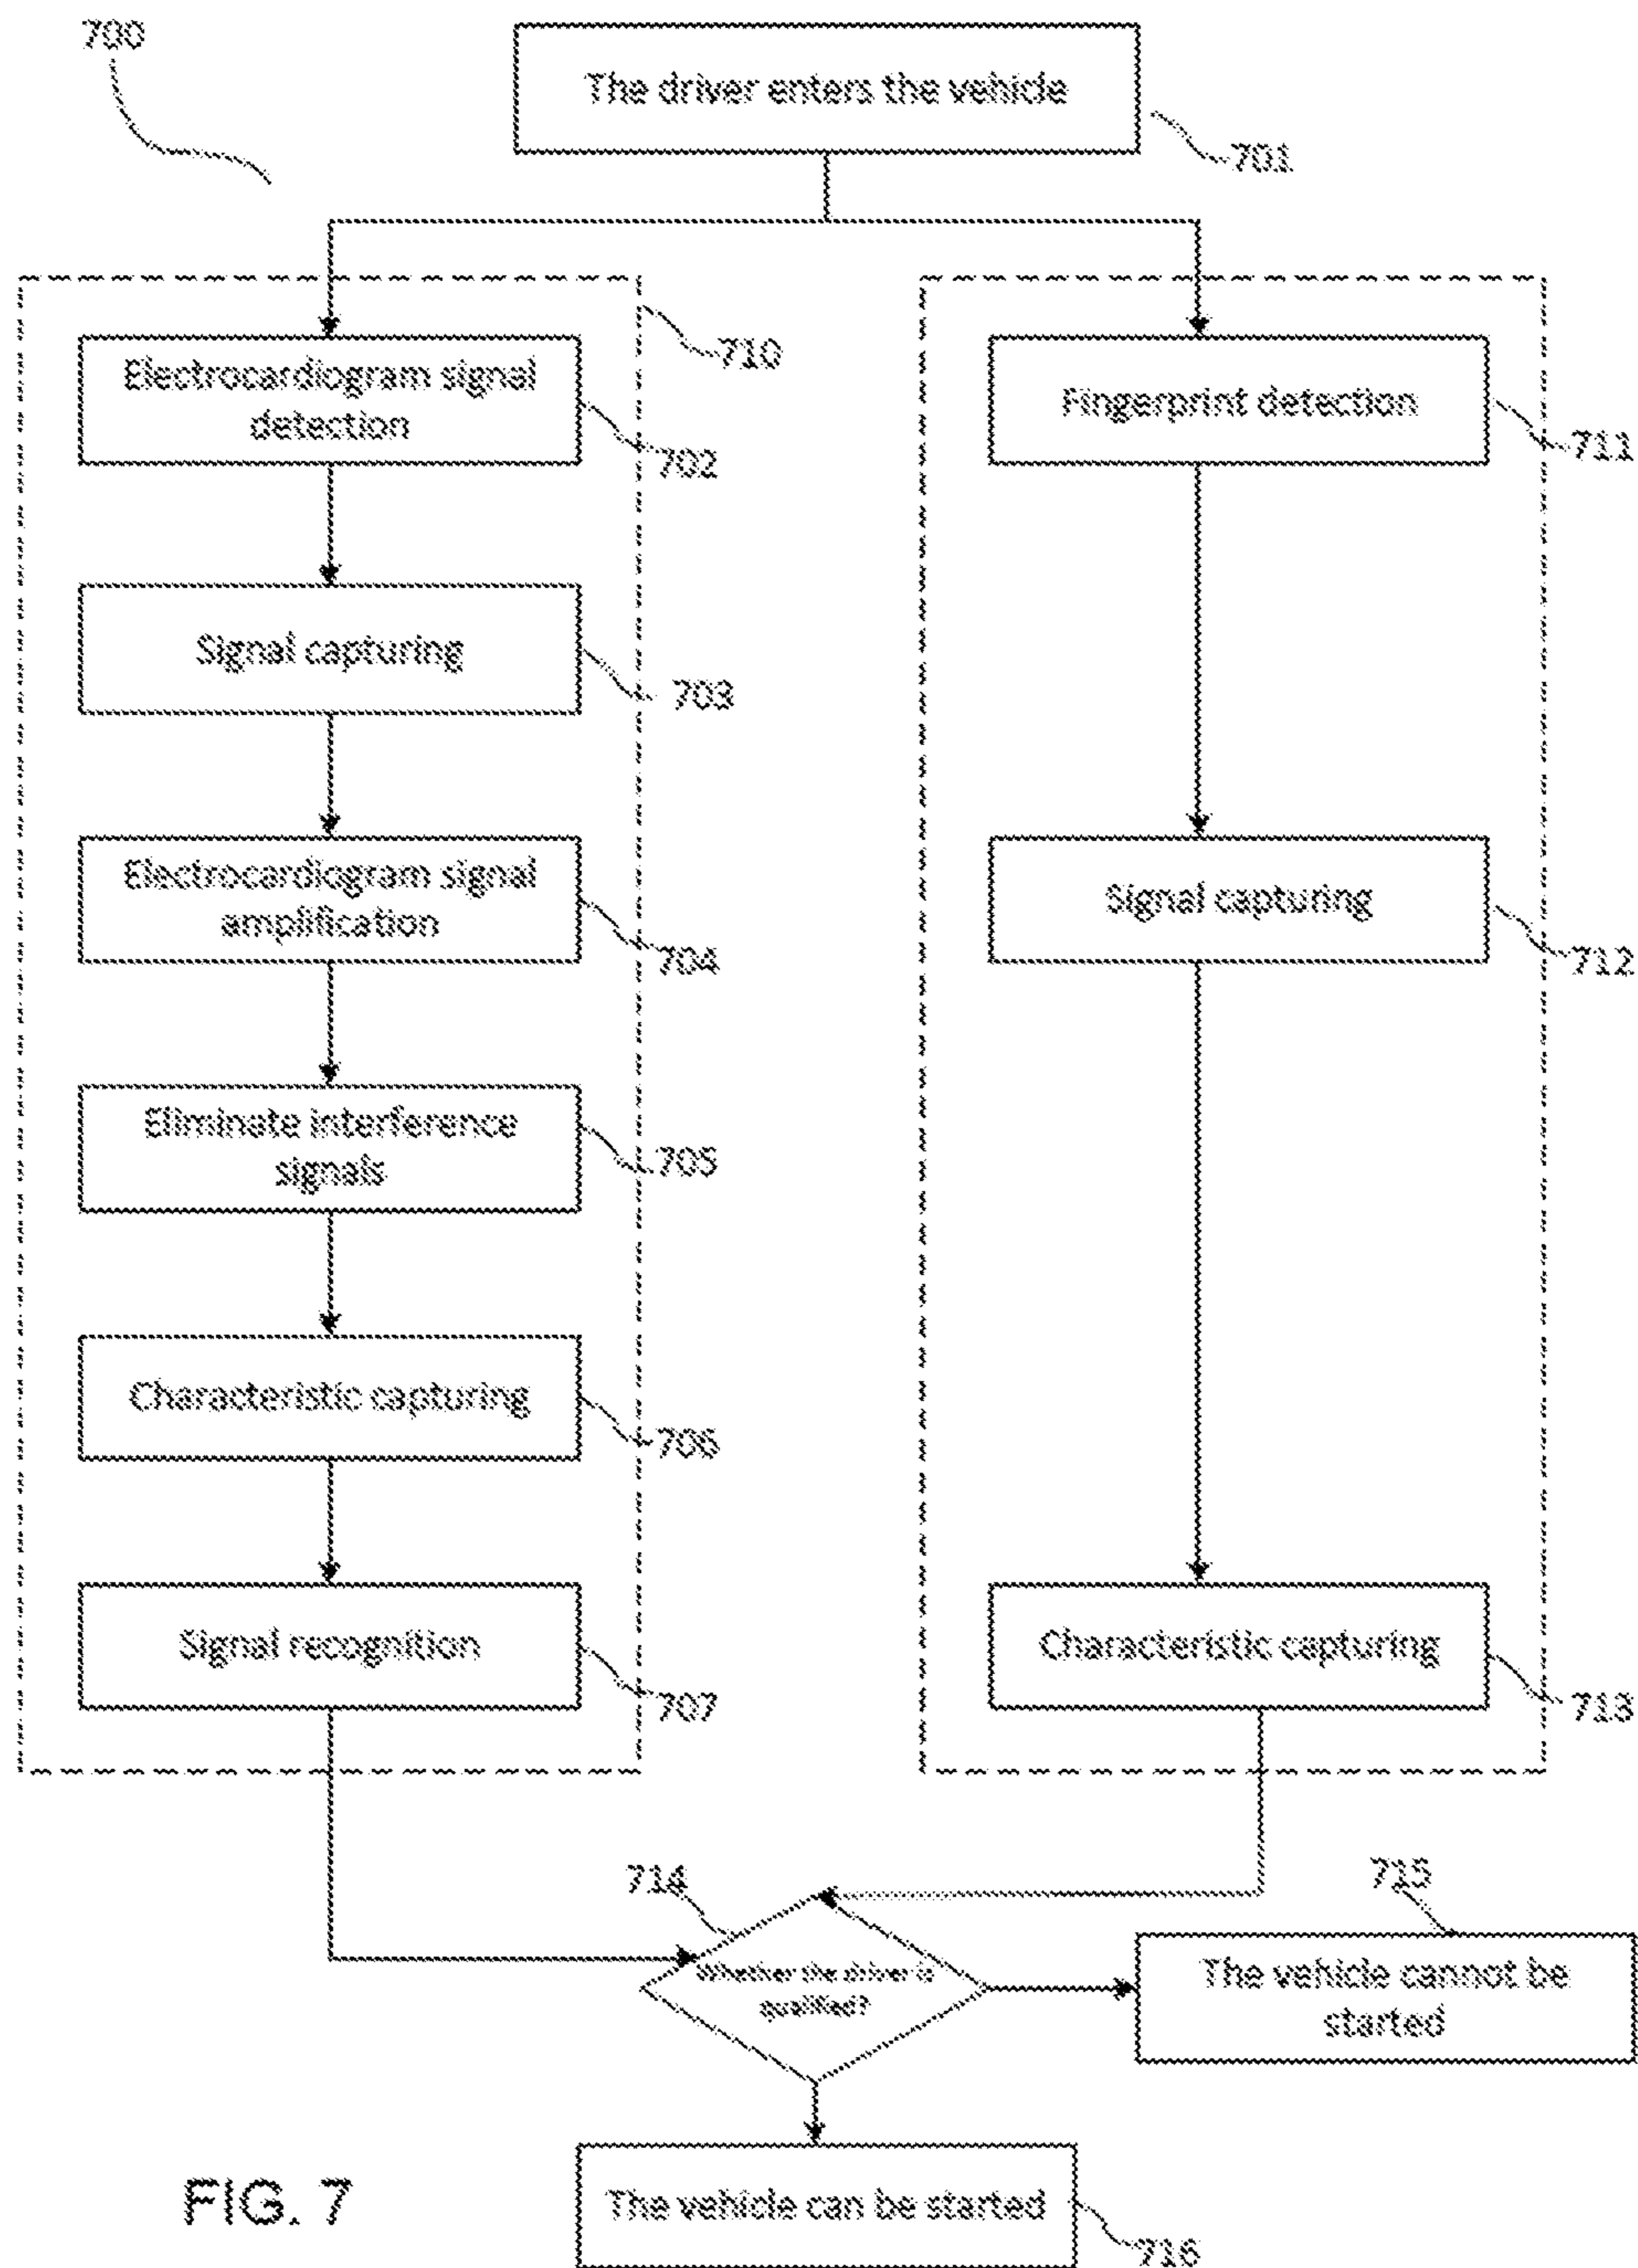 700
The driver enters the vehicle
701
710
Electrocardiogram signal
detection
702
Fingerprint detection
711
Signal capturing
703
Electrocardiogram signal
amplification
704
Signal capturing
712
Eliminate interference
signals
705
Characteristic capturing
706
Signal recognition
707
Characteristic capturing
713
714
715
Whether the driver is
qualified?
The vehicle cannot be
started
The vehicle can be started
716
FIG. 7